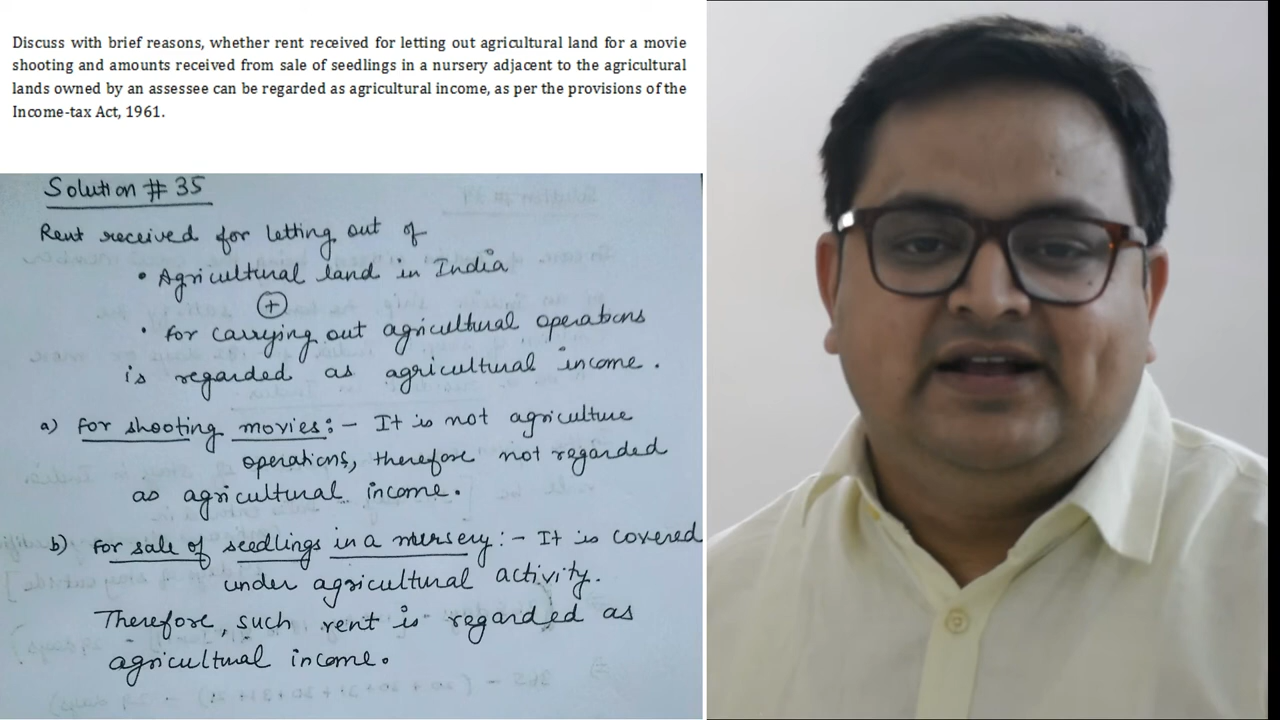 Discuss with brief reasons, whether rent received for letting out agricultural land for a movie
shooting and amounts received from sale of seedlings in a nursery adjacent to the agricultural
lands owned by an assessee can be regarded as agricultural income, as per the provisions of the
Income-tax Act, 1961.
Solution # 35
Rent received for letting out of
• Agricultural land in India
+
• for carrying out agricultural operations
is regarded as agricultural income.
a) for shooting movies:- It is not agriculture
operations, therefore not regarded
as agricultural income.
b) for sale of seedlings in a nursery:- It is covered
under agricultural activity.
Therefore, such rent is regarded as
agricultural income.